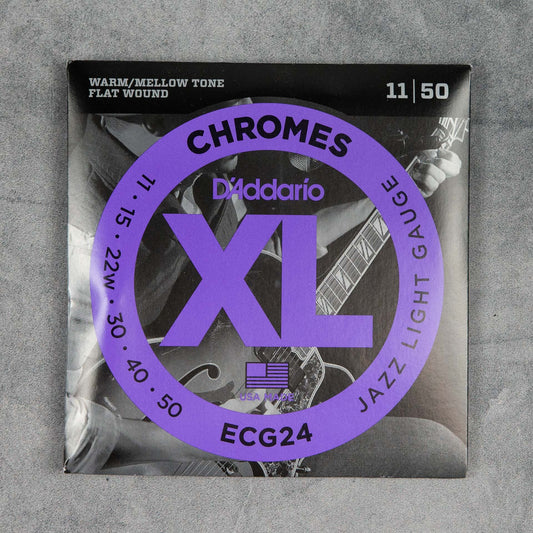 WARM/MELLOW TONE
FLAT WOUND
11|50
CHROMES
D'Addario
XL
11 • 15 • 22W • 30 • 40 • 50
JAZZ LIGHT GAUGE
USA MADE
ECG24